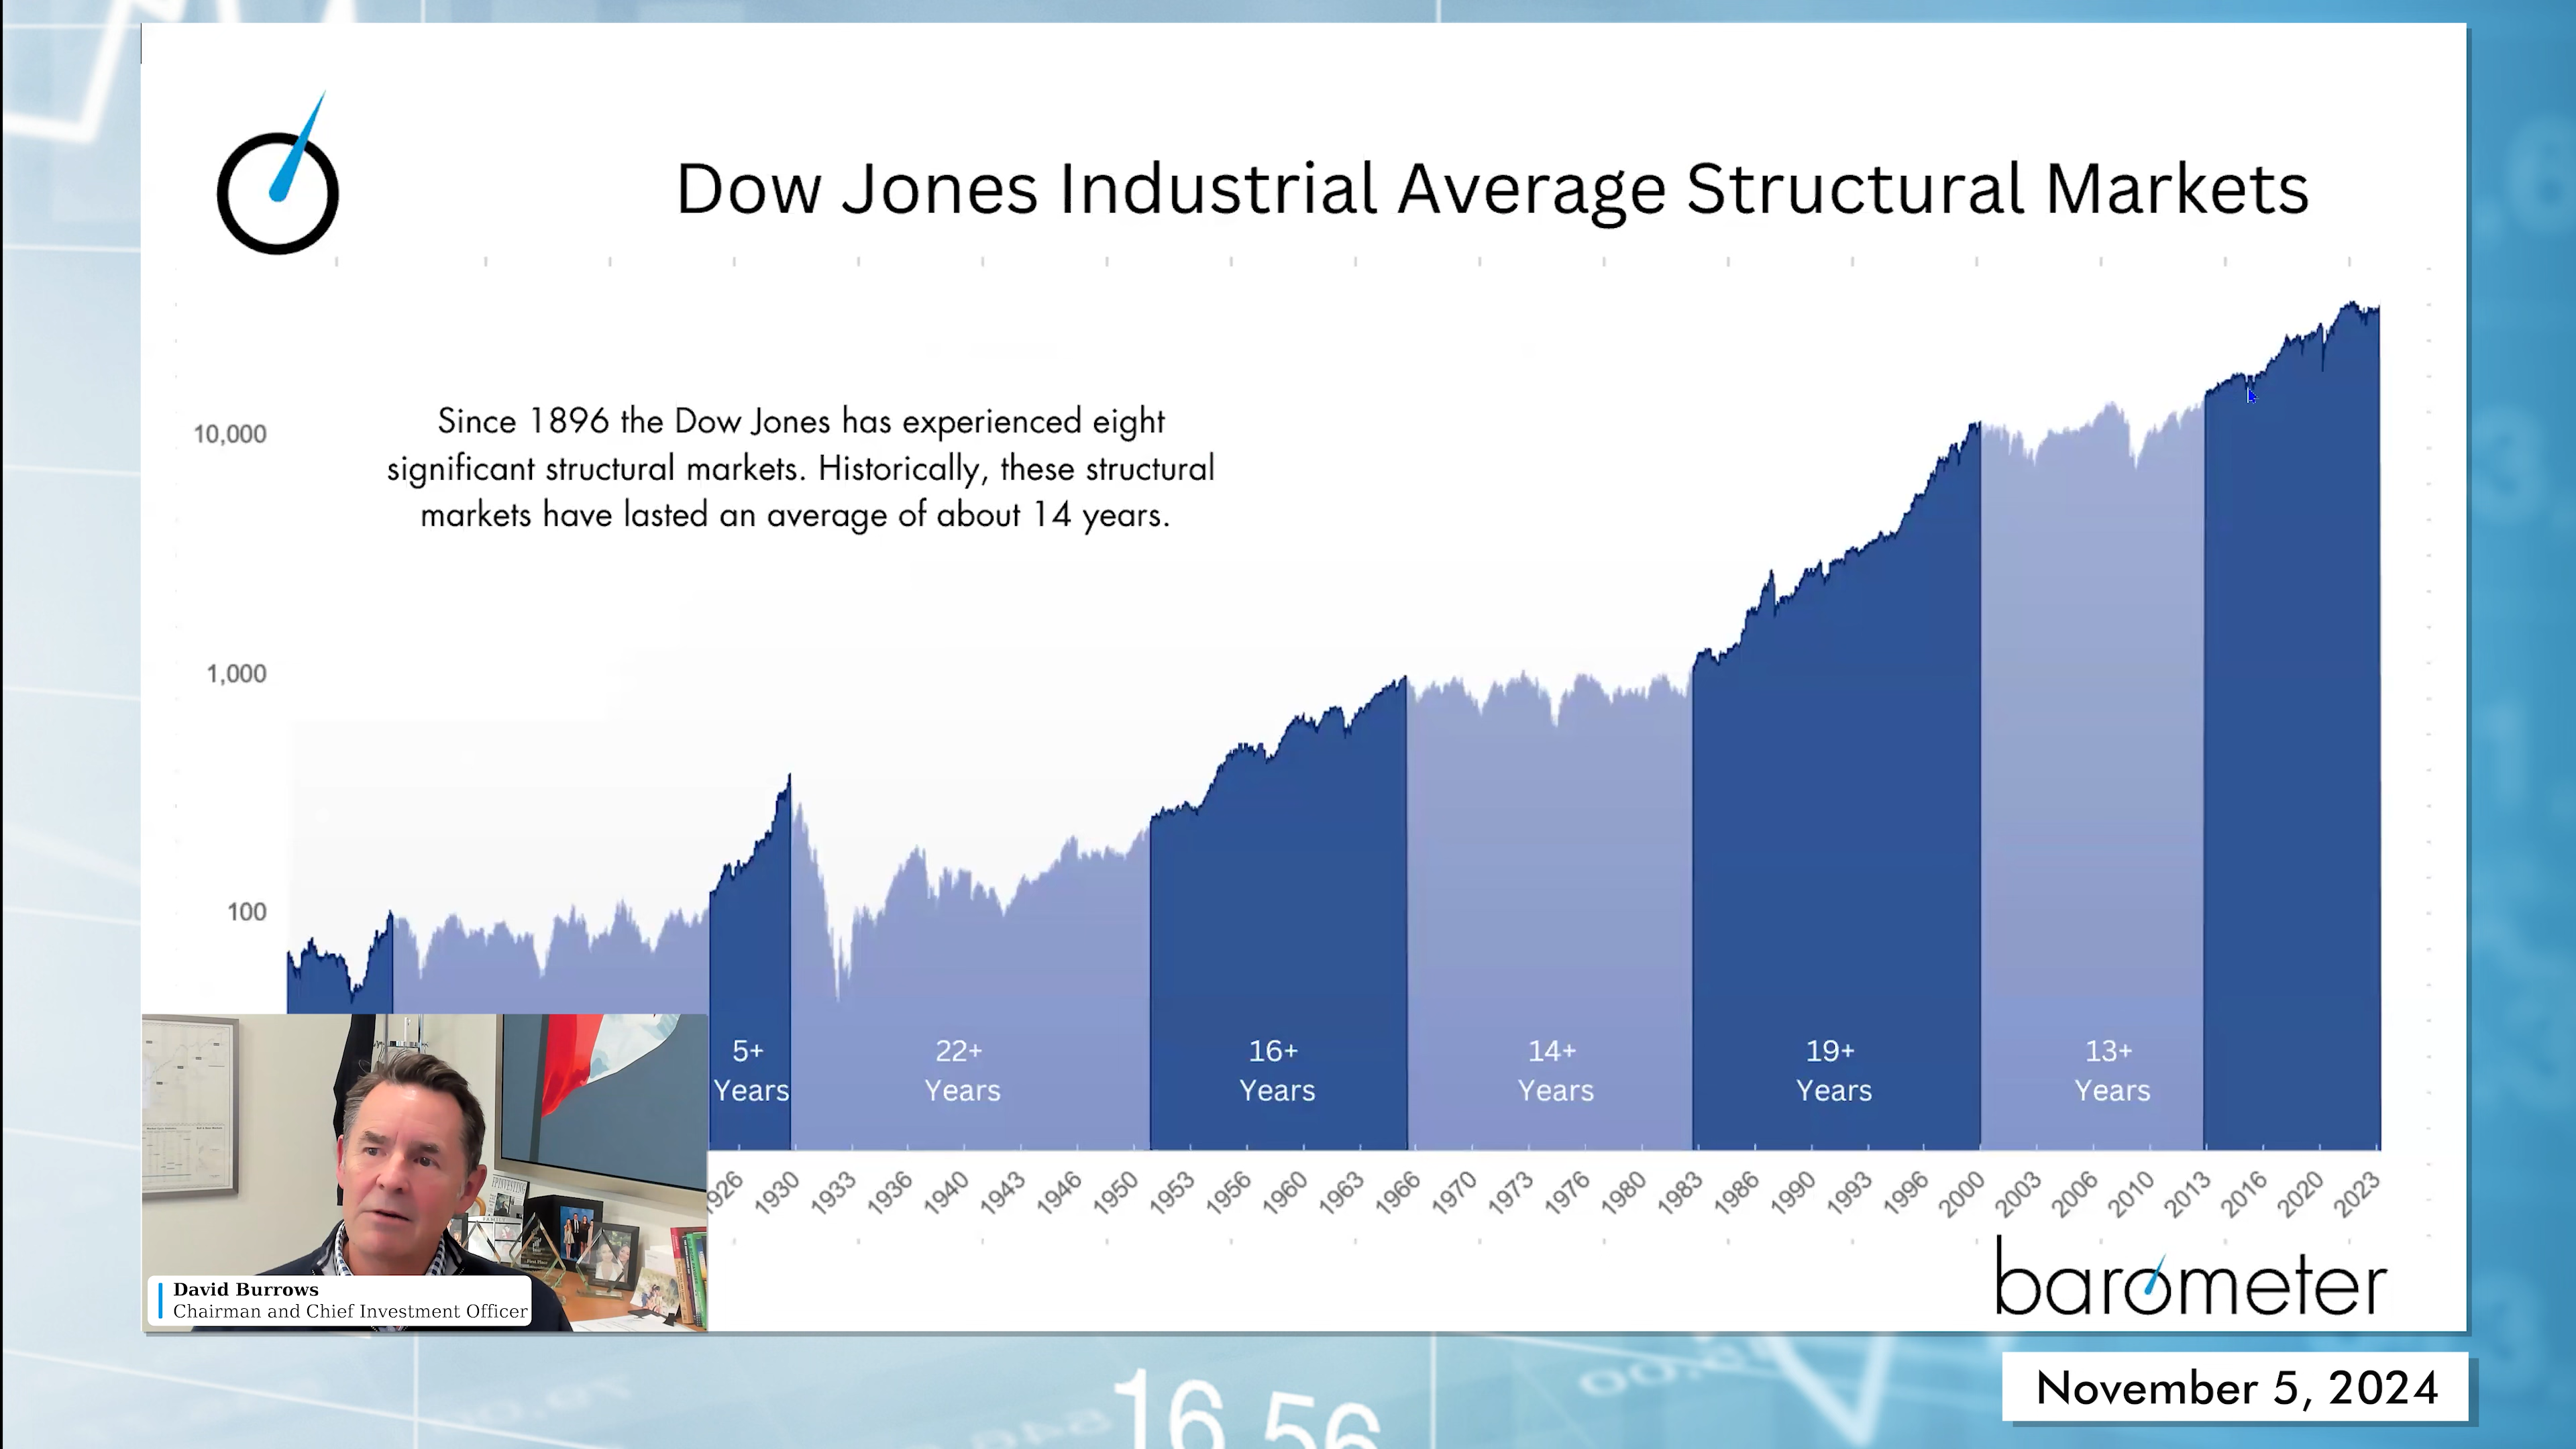 Dow Jones Industrial Average Structural Markets
Since 1896 the Dow Jones has experienced eight
significant structural markets. Historically, these structural
markets have lasted an average of about 14 years.
10,000
1,000
100
5+
Years
22+
Years
16+
Years
14+
Years
19+
Years
13+
Years
1926 1930 1933 1936 1940 1943 1946 1950 1953 1956 1960 1963 1966 1970 1973 1976 1980 1983 1986 1990 1993 1996 2000 2003 2006 2010 2013 2016 2020 2023
David Burrows
Chairman and Chief Investment Officer
barometer
November 5, 2024
16.56